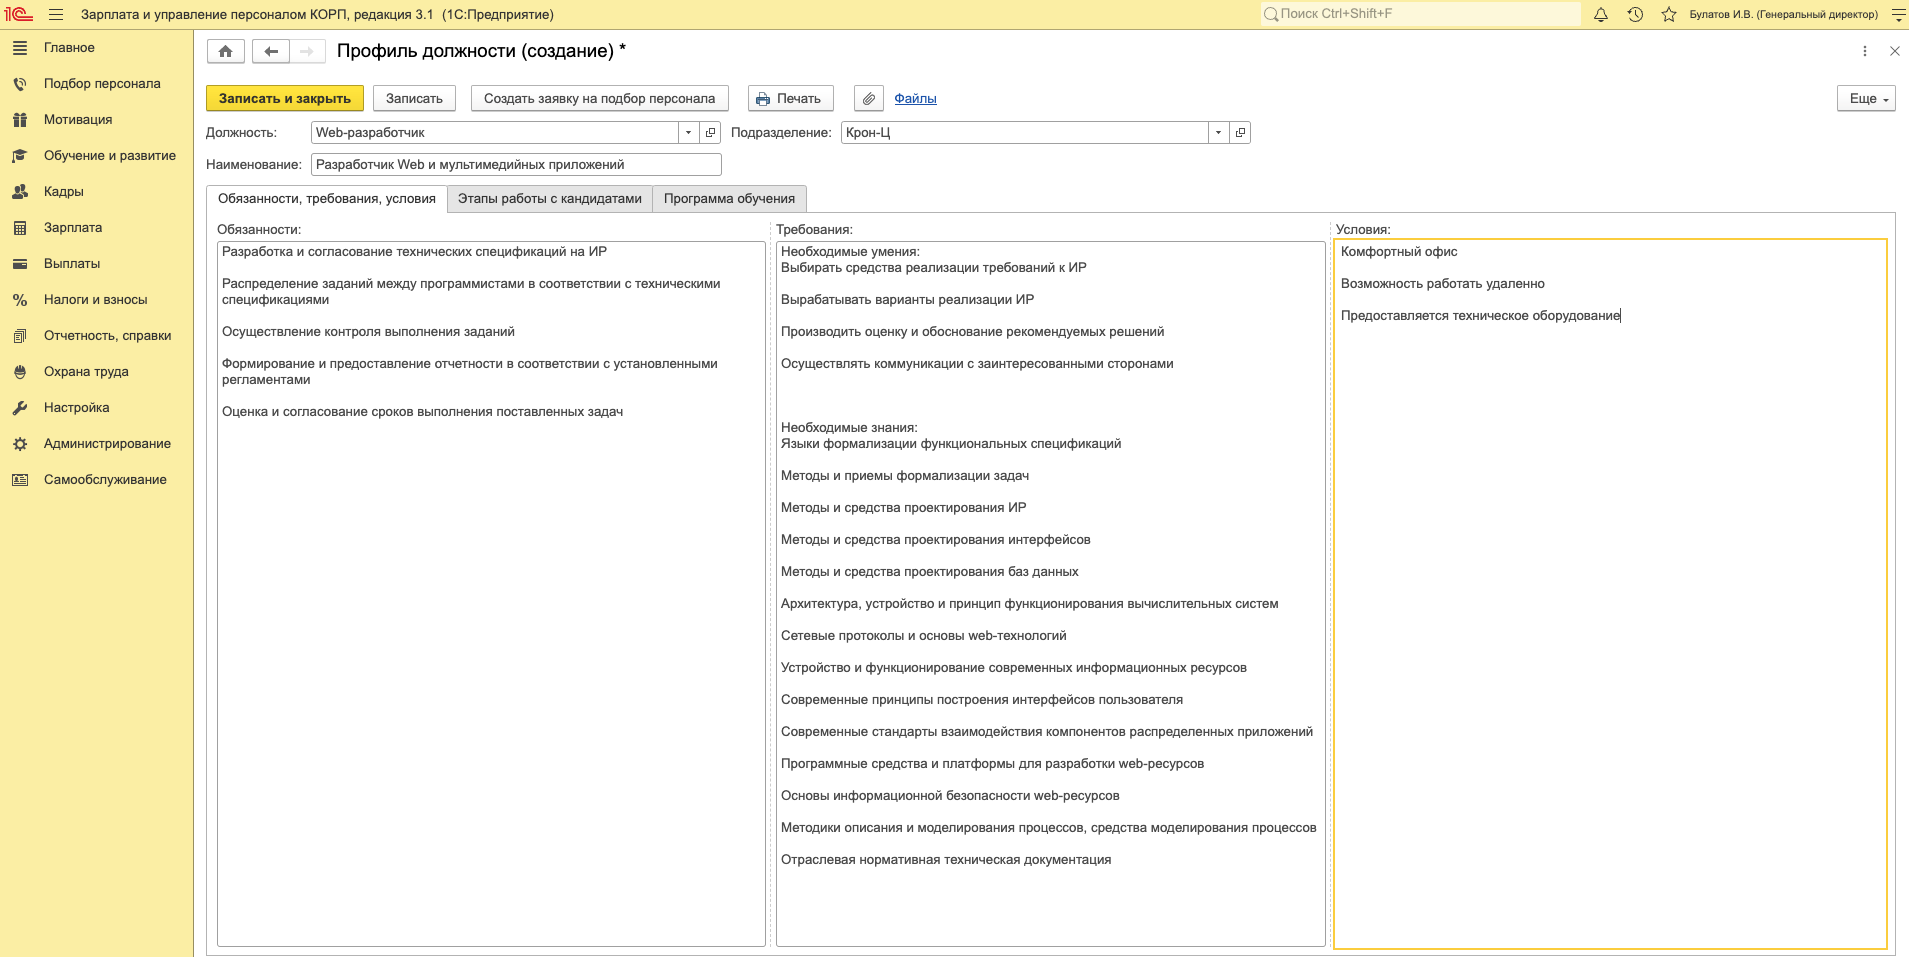 1С Зарплата и управление персоналом КОРП, редакция 3.1 (1С:Предприятие) Поиск Ctrl+Shift+F Булатов И.В. (Генеральный директор)
Главное
Подбор персонала
Мотивация
Обучение и развитие
Кадры
Зарплата
Выплаты
Налоги и взносы
Отчетность, справки
Охрана труда
Настройка
Администрирование
Самообслуживание
Профиль должности (создание) *
Записать и закрыть Записать Создать заявку на подбор персонала Печать Файлы Еще
Должность: Web-разработчик Подразделение: Крон-Ц
Наименование: Разработчик Web и мультимедийных приложений
Обязанности, требования, условия Этапы работы с кандидатами Программа обучения
Обязанности:
Разработка и согласование технических спецификаций на ИР
Распределение заданий между программистами в соответствии с техническими
спецификациями
Осуществление контроля выполнения заданий
Формирование и предоставление отчетности в соответствии с установленными
регламентами
Оценка и согласование сроков выполнения поставленных задач
Требования:
Необходимые умения:
Выбирать средства реализации требований к ИР
Вырабатывать варианты реализации ИР
Производить оценку и обоснование рекомендуемых решений
Осуществлять коммуникации с заинтересованными сторонами
Необходимые знания:
Языки формализации функциональных спецификаций
Методы и приемы формализации задач
Методы и средства проектирования ИР
Методы и средства проектирования интерфейсов
Методы и средства проектирования баз данных
Архитектура, устройство и принцип функционирования вычислительных систем
Сетевые протоколы и основы web-технологий
Устройство и функционирование современных информационных ресурсов
Современные принципы построения интерфейсов пользователя
Современные стандарты взаимодействия компонентов распределенных приложений
Программные средства и платформы для разработки web-ресурсов
Основы информационной безопасности web-ресурсов
Методики описания и моделирования процессов, средства моделирования процессов
Отраслевая нормативная техническая документация
Условия:
Комфортный офис
Возможность работать удаленно
Предоставляется техническое оборудование